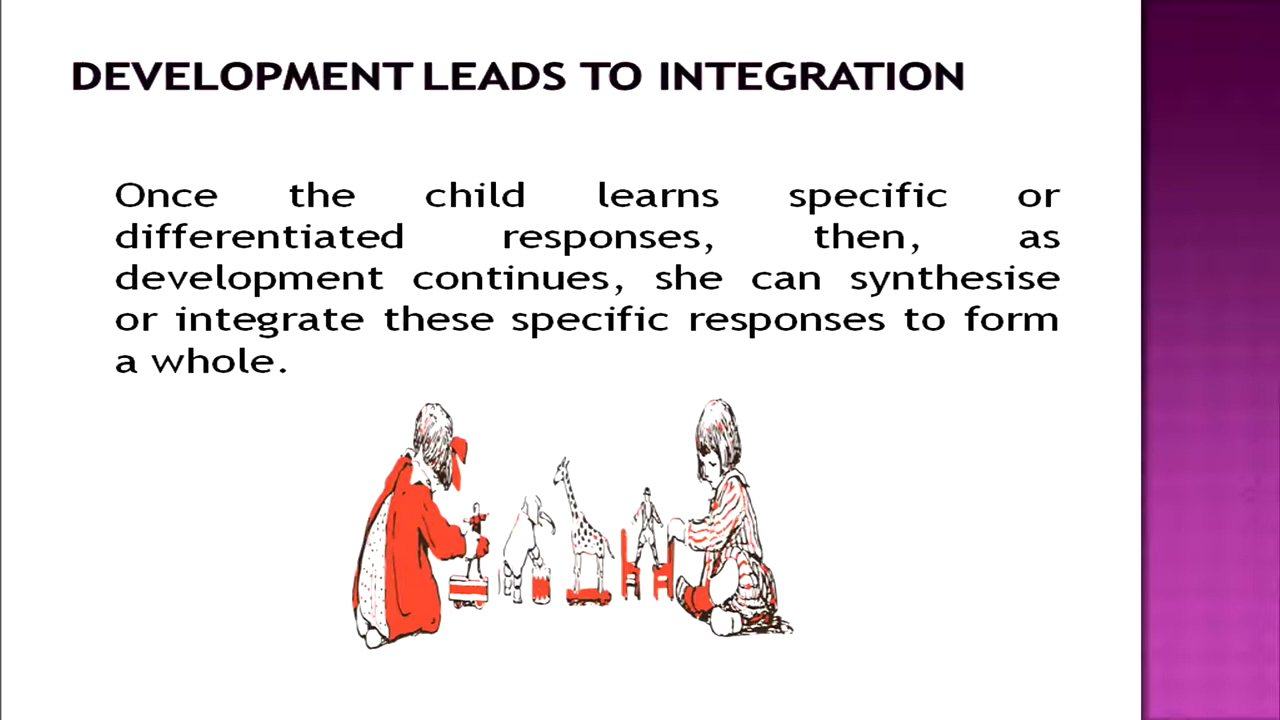 DEVELOPMENT LEADS TO INTEGRATION
Once the child learns specific or
differentiated responses, then, as
development continues, she can synthesise
or integrate these specific responses to form
a whole.